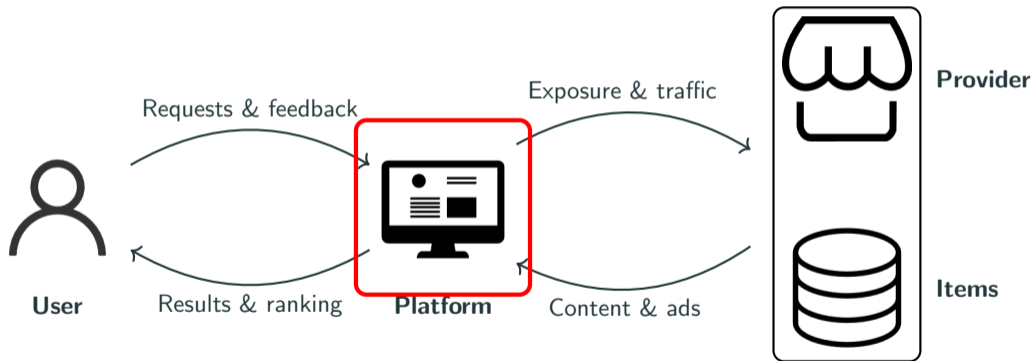 Provider
Exposure & traffic
Requests & feedback
User
Results & ranking
Platform
Content & ads
Items